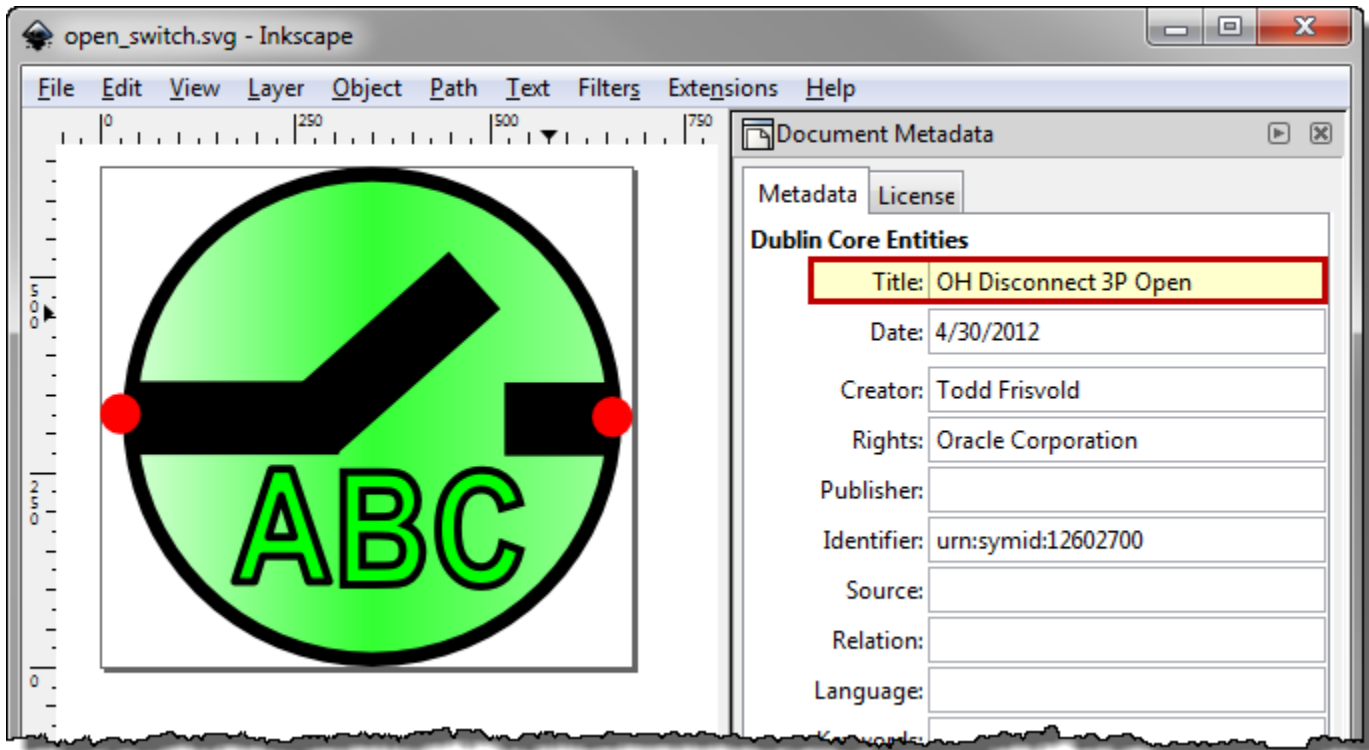 open_switch.svg - Inkscape
File Edit View Layer Object Path Text Filters Extensions Help
0 250 500 750
Document Metadata
Metadata License
Dublin Core Entities
Title: OH Disconnect 3P Open
Date: 4/30/2012
Creator: Todd Frisvold
Rights: Oracle Corporation
Publisher:
Identifier: urn:symid:12602700
Source:
Relation:
Language:
500
250
0
ABC